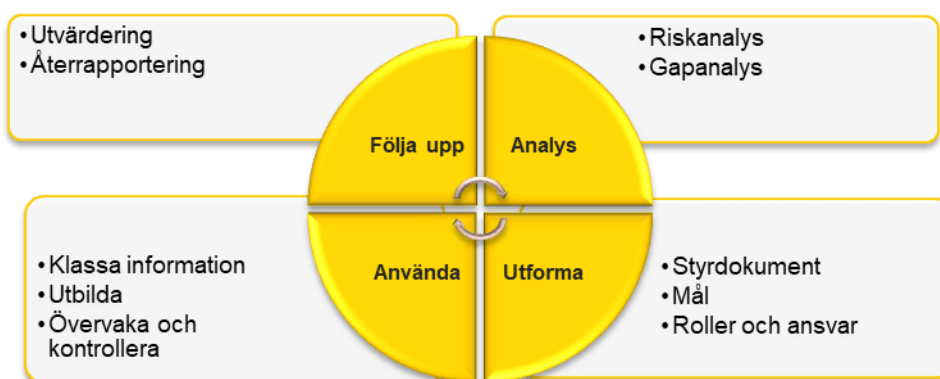 • Utvärdering
• Återrapportering
• Riskanalys
• Gapanalys
Följa upp
Analys
Använda
Utforma
• Klassa information
• Utbilda
• Övervaka och
kontrollera
• Styrdokument
• Mål
• Roller och ansvar